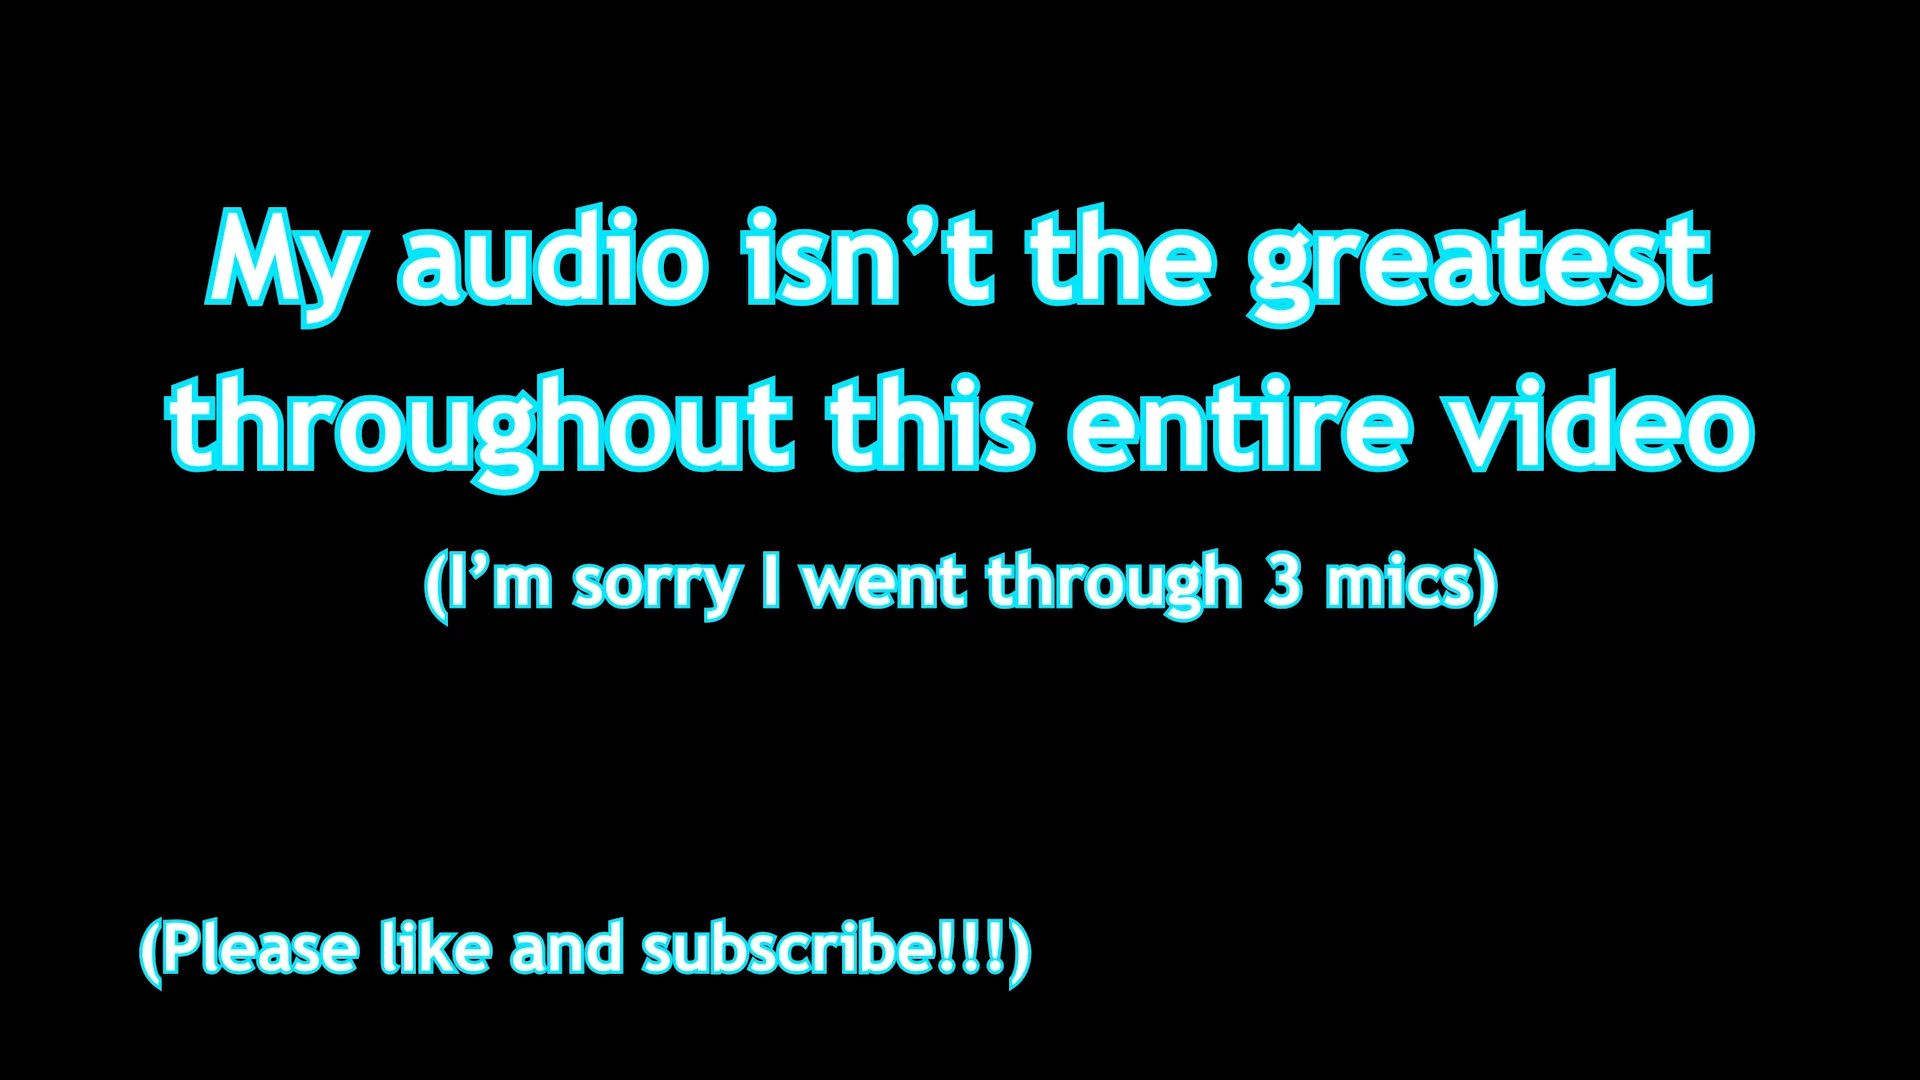 My audio isn’t the greatest
throughout this entire video
(I’m sorry I went through 3 mics)
(Please like and subscribe!!!)